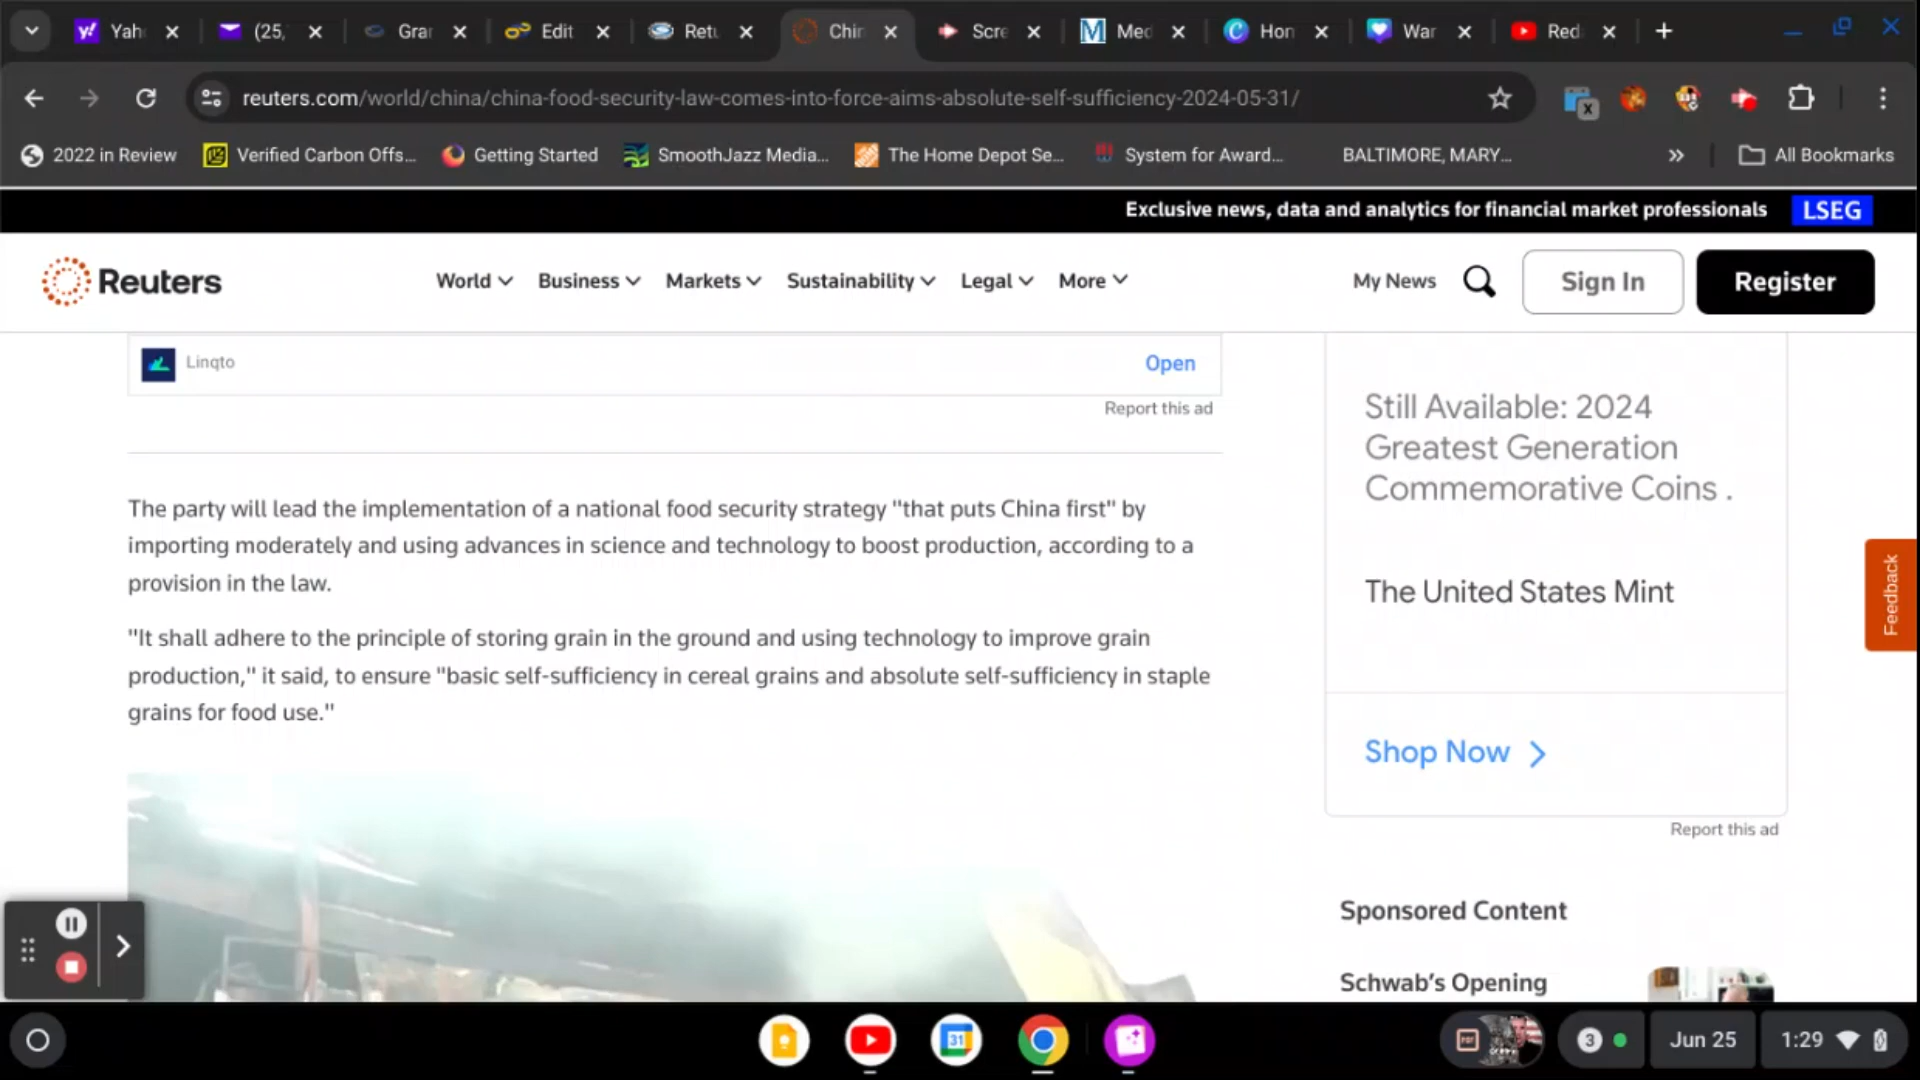 Yah
(25,
Gra
Edit
Retu
Chin
Scre
Med
Hon
War
Red
reuters.com/world/china/china-food-security-law-comes-into-force-aims-absolute-self-sufficiency-2024-05-31/
2022 in Review
Verified Carbon Offs...
Getting Started
SmoothJazz Media...
The Home Depot Se...
System for Award...
BALTIMORE, MARY...
All Bookmarks
Exclusive news, data and analytics for financial market professionals
LSEG
Reuters
World
Business
Markets
Sustainability
Legal
More
My News
Sign In
Register
Linqto
Open
Report this ad
The party will lead the implementation of a national food security strategy "that puts China first" by
importing moderately and using advances in science and technology to boost production, according to a
provision in the law.
"It shall adhere to the principle of storing grain in the ground and using technology to improve grain
production," it said, to ensure "basic self-sufficiency in cereal grains and absolute self-sufficiency in staple
grains for food use."
Still Available: 2024
Greatest Generation
Commemorative Coins .
The United States Mint
Shop Now
Report this ad
Feedback
Sponsored Content
Schwab's Opening
31
3
Jun 25
1:29